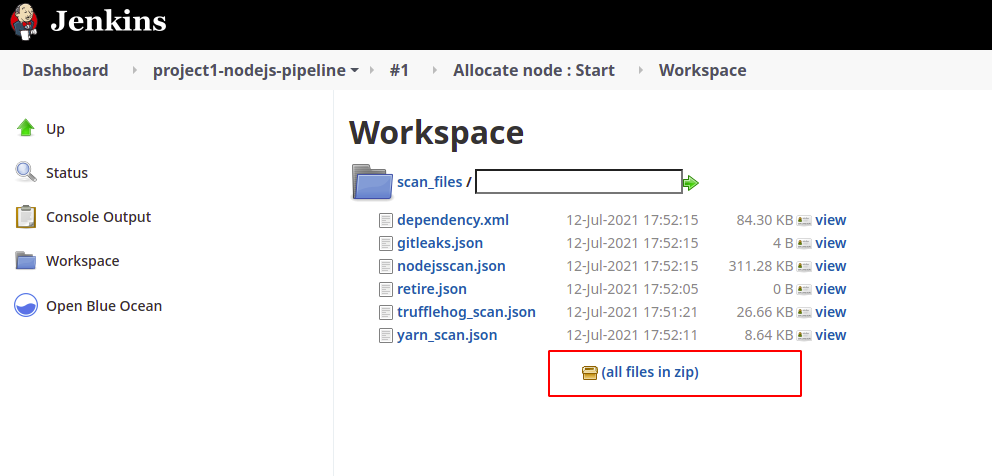 Jenkins
Dashboard project1-nodejs-pipeline #1 Allocate node : Start Workspace
Up
Status
Console Output
Workspace
Open Blue Ocean
Workspace
scan_files /
dependency.xml 12-Jul-2021 17:52:15 84.30 KB view
gitleaks.json 12-Jul-2021 17:52:15 4 B view
nodejsscan.json 12-Jul-2021 17:52:15 311.28 KB view
retire.json 12-Jul-2021 17:52:05 0 B view
trufflehog_scan.json 12-Jul-2021 17:51:21 26.66 KB view
yarn_scan.json 12-Jul-2021 17:52:11 8.64 KB view
(all files in zip)